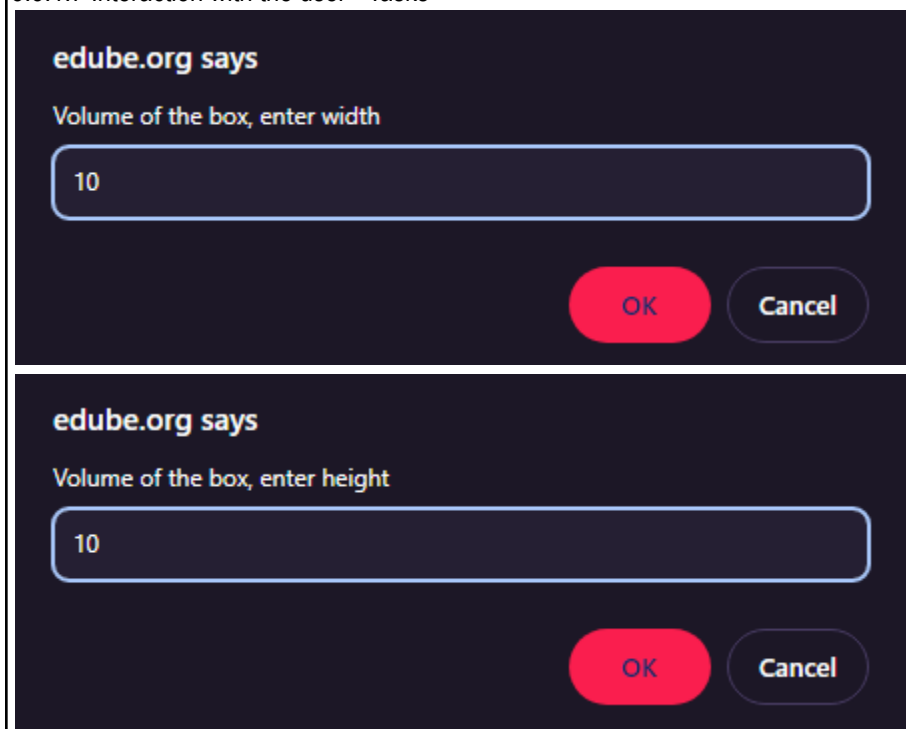 edube.org says
Volume of the box, enter width
10
OK Cancel
edube.org says
Volume of the box, enter height
10
OK Cancel